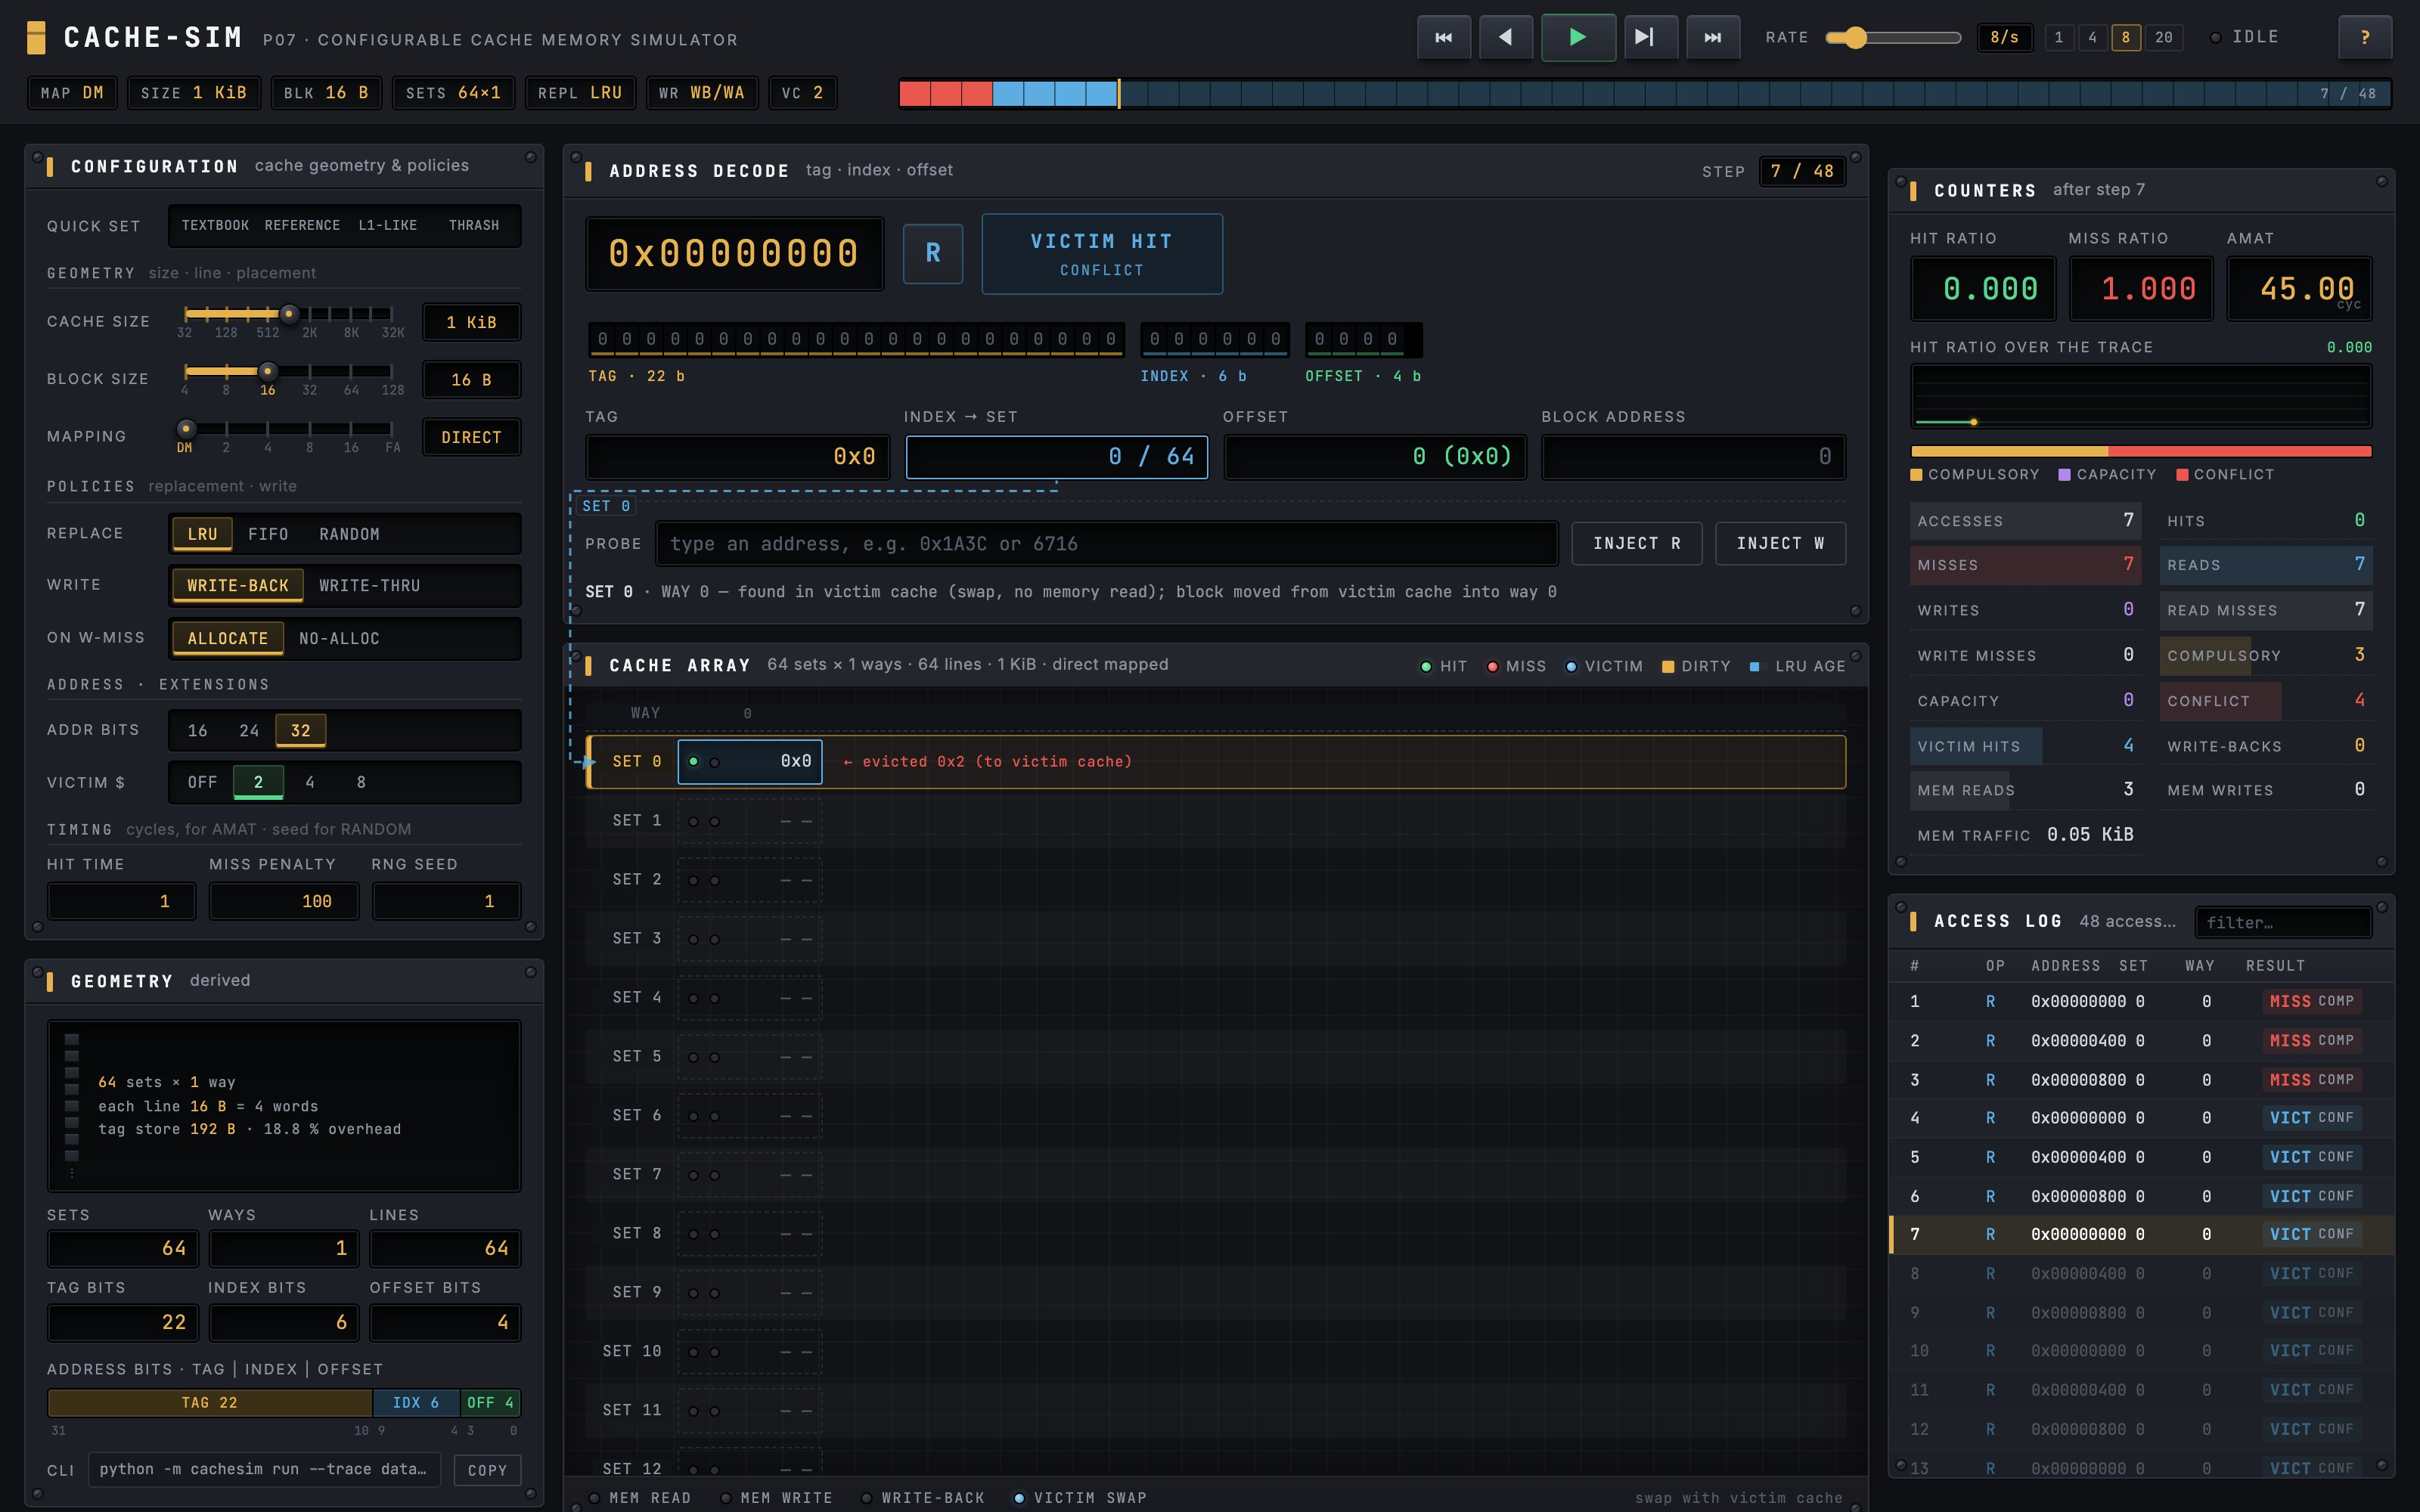 CACHE-SIM P07 · CONFIGURABLE CACHE MEMORY SIMULATOR
RATE 8/s 1 4 8 20 IDLE ?
MAP DM SIZE 1 KiB BLK 16 B SETS 64×1 REPL LRU WR WB/WA VC 2
7 / 48
CONFIGURATION cache geometry & policies
QUICK SET TEXTBOOK REFERENCE L1-LIKE THRASH
GEOMETRY size · line · placement
CACHE SIZE 1 KiB
32 128 512 2K 8K 32K
BLOCK SIZE 16 B
4 8 16 32 64 128
MAPPING DIRECT
DM 2 4 8 16 FA
POLICIES replacement · write
REPLACE LRU FIFO RANDOM
WRITE WRITE-BACK WRITE-THRU
ON W-MISS ALLOCATE NO-ALLOC
ADDRESS · EXTENSIONS
ADDR BITS 16 24 32
VICTIM $ OFF 2 4 8
TIMING cycles, for AMAT · seed for RANDOM
HIT TIME MISS PENALTY RNG SEED
1 100 1
GEOMETRY derived
64 sets × 1 way
each line 16 B = 4 words
tag store 192 B · 18.8 % overhead
⋮
SETS WAYS LINES
64 1 64
TAG BITS INDEX BITS OFFSET BITS
22 6 4
ADDRESS BITS · TAG | INDEX | OFFSET
TAG 22 IDX 6 OFF 4
31 10 9 4 3 0
CLI python -m cachesim run --trace data… COPY
ADDRESS DECODE tag · index · offset STEP 7 / 48
0x00000000 R VICTIM HIT
CONFLICT
0 0 0 0 0 0 0 0 0 0 0 0 0 0 0 0 0 0 0 0 0 0 0 0 0 0 0 0 0 0 0 0
TAG · 22 b INDEX · 6 b OFFSET · 4 b
TAG INDEX → SET OFFSET BLOCK ADDRESS
0x0 0 / 64 0 (0x0) 0
SET 0
PROBE type an address, e.g. 0x1A3C or 6716 INJECT R INJECT W
SET 0 · WAY 0 — found in victim cache (swap, no memory read); block moved from victim cache into way 0
CACHE ARRAY 64 sets × 1 ways · 64 lines · 1 KiB · direct mapped HIT MISS VICTIM DIRTY LRU AGE
WAY 0
SET 0 0x0 ← evicted 0x2 (to victim cache)
SET 1 — —
SET 2 — —
SET 3 — —
SET 4 — —
SET 5 — —
SET 6 — —
SET 7 — —
SET 8 — —
SET 9 — —
SET 10 — —
SET 11 — —
SET 12 — —
MEM READ MEM WRITE WRITE-BACK VICTIM SWAP swap with victim cache
COUNTERS after step 7
HIT RATIO MISS RATIO AMAT
0.000 1.000 45.00 cyc
HIT RATIO OVER THE TRACE 0.000
COMPULSORY CAPACITY CONFLICT
ACCESSES 7 HITS 0
MISSES 7 READS 7
WRITES 0 READ MISSES 7
WRITE MISSES 0 COMPULSORY 3
CAPACITY 0 CONFLICT 4
VICTIM HITS 4 WRITE-BACKS 0
MEM READS 3 MEM WRITES 0
MEM TRAFFIC 0.05 KiB
ACCESS LOG 48 access… filter…
# OP ADDRESS SET WAY RESULT
1 R 0x00000000 0 0 MISS COMP
2 R 0x00000400 0 0 MISS COMP
3 R 0x00000800 0 0 MISS COMP
4 R 0x00000000 0 0 VICT CONF
5 R 0x00000400 0 0 VICT CONF
6 R 0x00000800 0 0 VICT CONF
7 R 0x00000000 0 0 VICT CONF
8 R 0x00000400 0 0 VICT CONF
9 R 0x00000800 0 0 VICT CONF
10 R 0x00000000 0 0 VICT CONF
11 R 0x00000400 0 0 VICT CONF
12 R 0x00000800 0 0 VICT CONF
13 R 0x00000000 0 0 VICT CONF